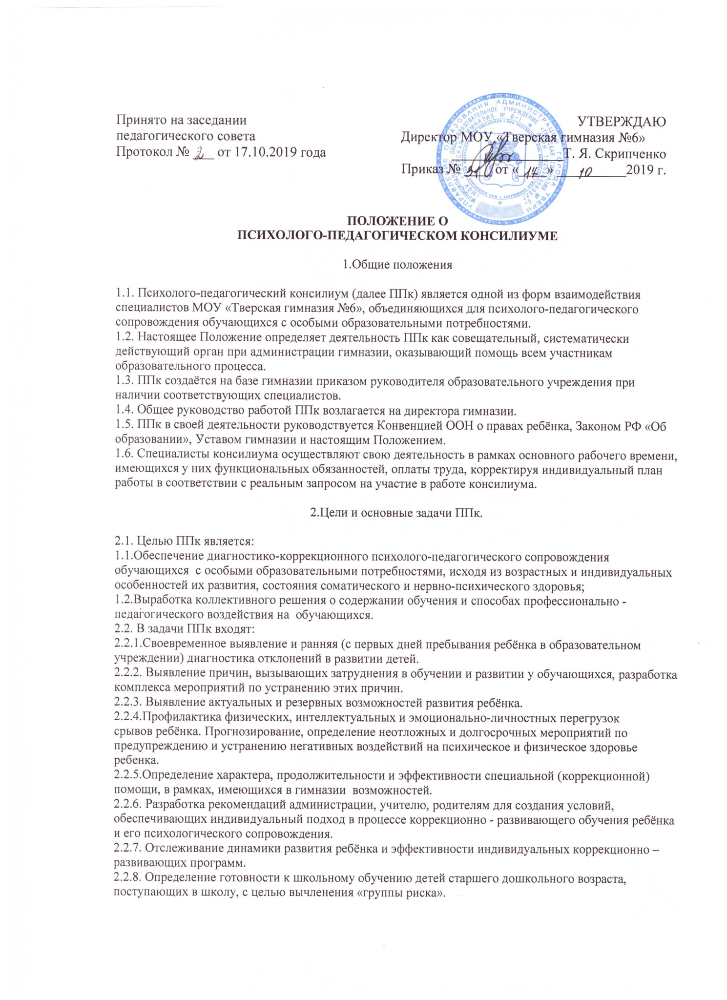 Принято на заседании
педагогического совета
Протокол № 2 от 17.10.2019 года
УТВЕРЖДАЮ
Директор МОУ «Тверская гимназия №6»
Т. Я. Скрипченко
Приказ № 31 от «17» 10 2019 г.
ПОЛОЖЕНИЕ О
ПСИХОЛОГО-ПЕДАГОГИЧЕСКОМ КОНСИЛИУМЕ
1.Общие положения
1.1. Психолого-педагогический консилиум (далее ППк) является одной из форм взаимодействия
специалистов МОУ «Тверская гимназия №6», объединяющихся для психолого-педагогического
сопровождения обучающихся с особыми образовательными потребностями.
1.2. Настоящее Положение определяет деятельность ППк как совещательный, систематически
действующий орган при администрации гимназии, оказывающий помощь всем участникам
образовательного процесса.
1.3. ППк создаётся на базе гимназии приказом руководителя образовательного учреждения при
наличии соответствующих специалистов.
1.4. Общее руководство работой ППк возлагается на директора гимназии.
1.5. ППк в своей деятельности руководствуется Конвенцией ООН о правах ребёнка, Законом РФ «Об
образовании», Уставом гимназии и настоящим Положением.
1.6. Специалисты консилиума осуществляют свою деятельность в рамках основного рабочего времени,
имеющихся у них функциональных обязанностей, оплаты труда, корректируя индивидуальный план
работы в соответствии с реальным запросом на участие в работе консилиума.
2.Цели и основные задачи ППк.
2.1. Целью ППк является:
1.1.Обеспечение диагностико-коррекционного психолого-педагогического сопровождения
обучающихся с особыми образовательными потребностями, исходя из возрастных и индивидуальных
особенностей их развития, состояния соматического и нервно-психического здоровья;
1.2.Выработка коллективного решения о содержании обучения и способах профессионально -
педагогического воздействия на обучающихся.
2.2. В задачи ППк входят:
2.2.1.Своевременное выявление и ранняя (с первых дней пребывания ребёнка в образовательном
учреждении) диагностика отклонений в развитии детей.
2.2.2. Выявление причин, вызывающих затруднения в обучении и развитии у обучающихся, разработка
комплекса мероприятий по устранению этих причин.
2.2.3. Выявление актуальных и резервных возможностей развития ребёнка.
2.2.4.Профилактика физических, интеллектуальных и эмоционально-личностных перегрузок
срывов ребёнка. Прогнозирование, определение неотложных и долгосрочных мероприятий по
предупреждению и устранению негативных воздействий на психическое и физическое здоровье
ребенка.
2.2.5.Определение характера, продолжительности и эффективности специальной (коррекционной)
помощи, в рамках, имеющихся в гимназии возможностей.
2.2.6. Разработка рекомендаций администрации, учителю, родителям для создания условий,
обеспечивающих индивидуальный подход в процессе коррекционно - развивающего обучения ребёнка
и его психологического сопровождения.
2.2.7. Отслеживание динамики развития ребёнка и эффективности индивидуальных коррекционно –
развивающих программ.
2.2.8. Определение готовности к школьному обучению детей старшего дошкольного возраста,
поступающих в школу, с целью вычленения «группы риска».
УПРАВЛЕНИЕ ОБРАЗОВАНИЯ АДМИНИСТРАЦИИ ГОРОДА ТВЕРИ